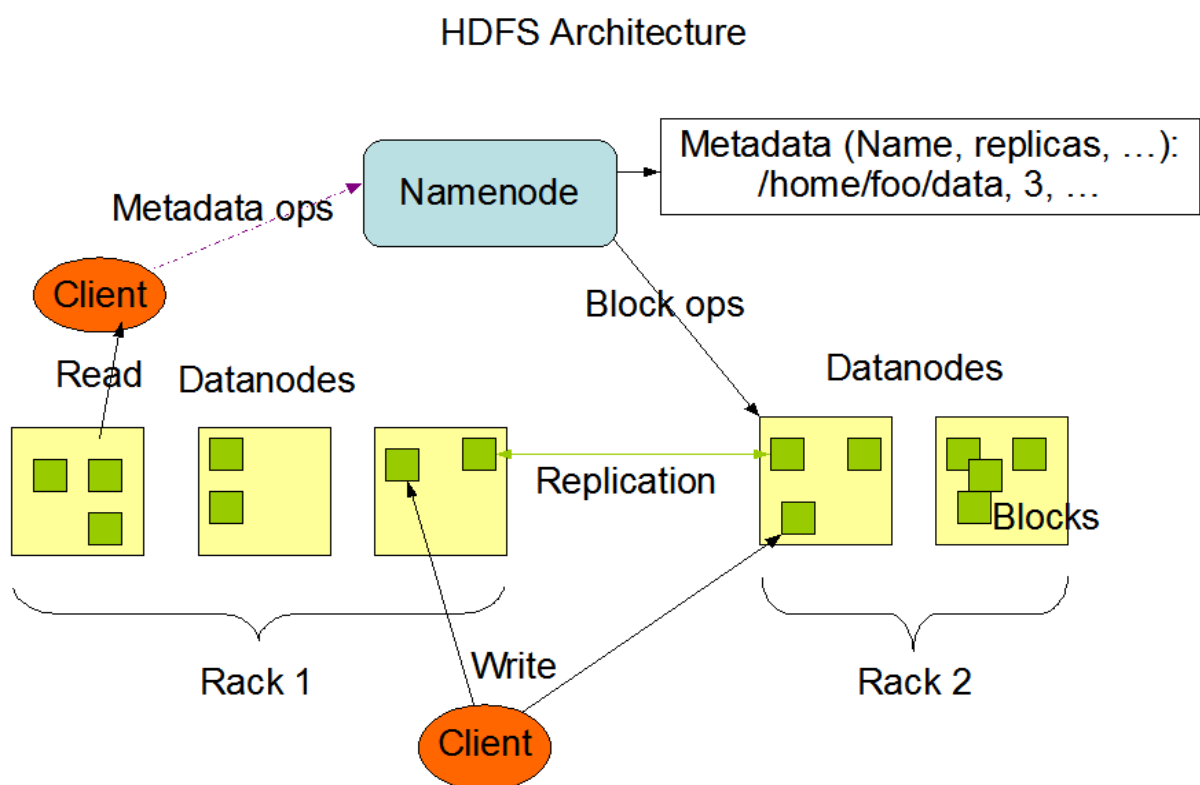 HDFS Architecture
Metadata (Name, replicas, …):
/home/foo/data, 3, …
Namenode
Metadata ops
Client
Block ops
Read
Datanodes
Datanodes
Replication
Blocks
Write
Rack 1
Rack 2
Client